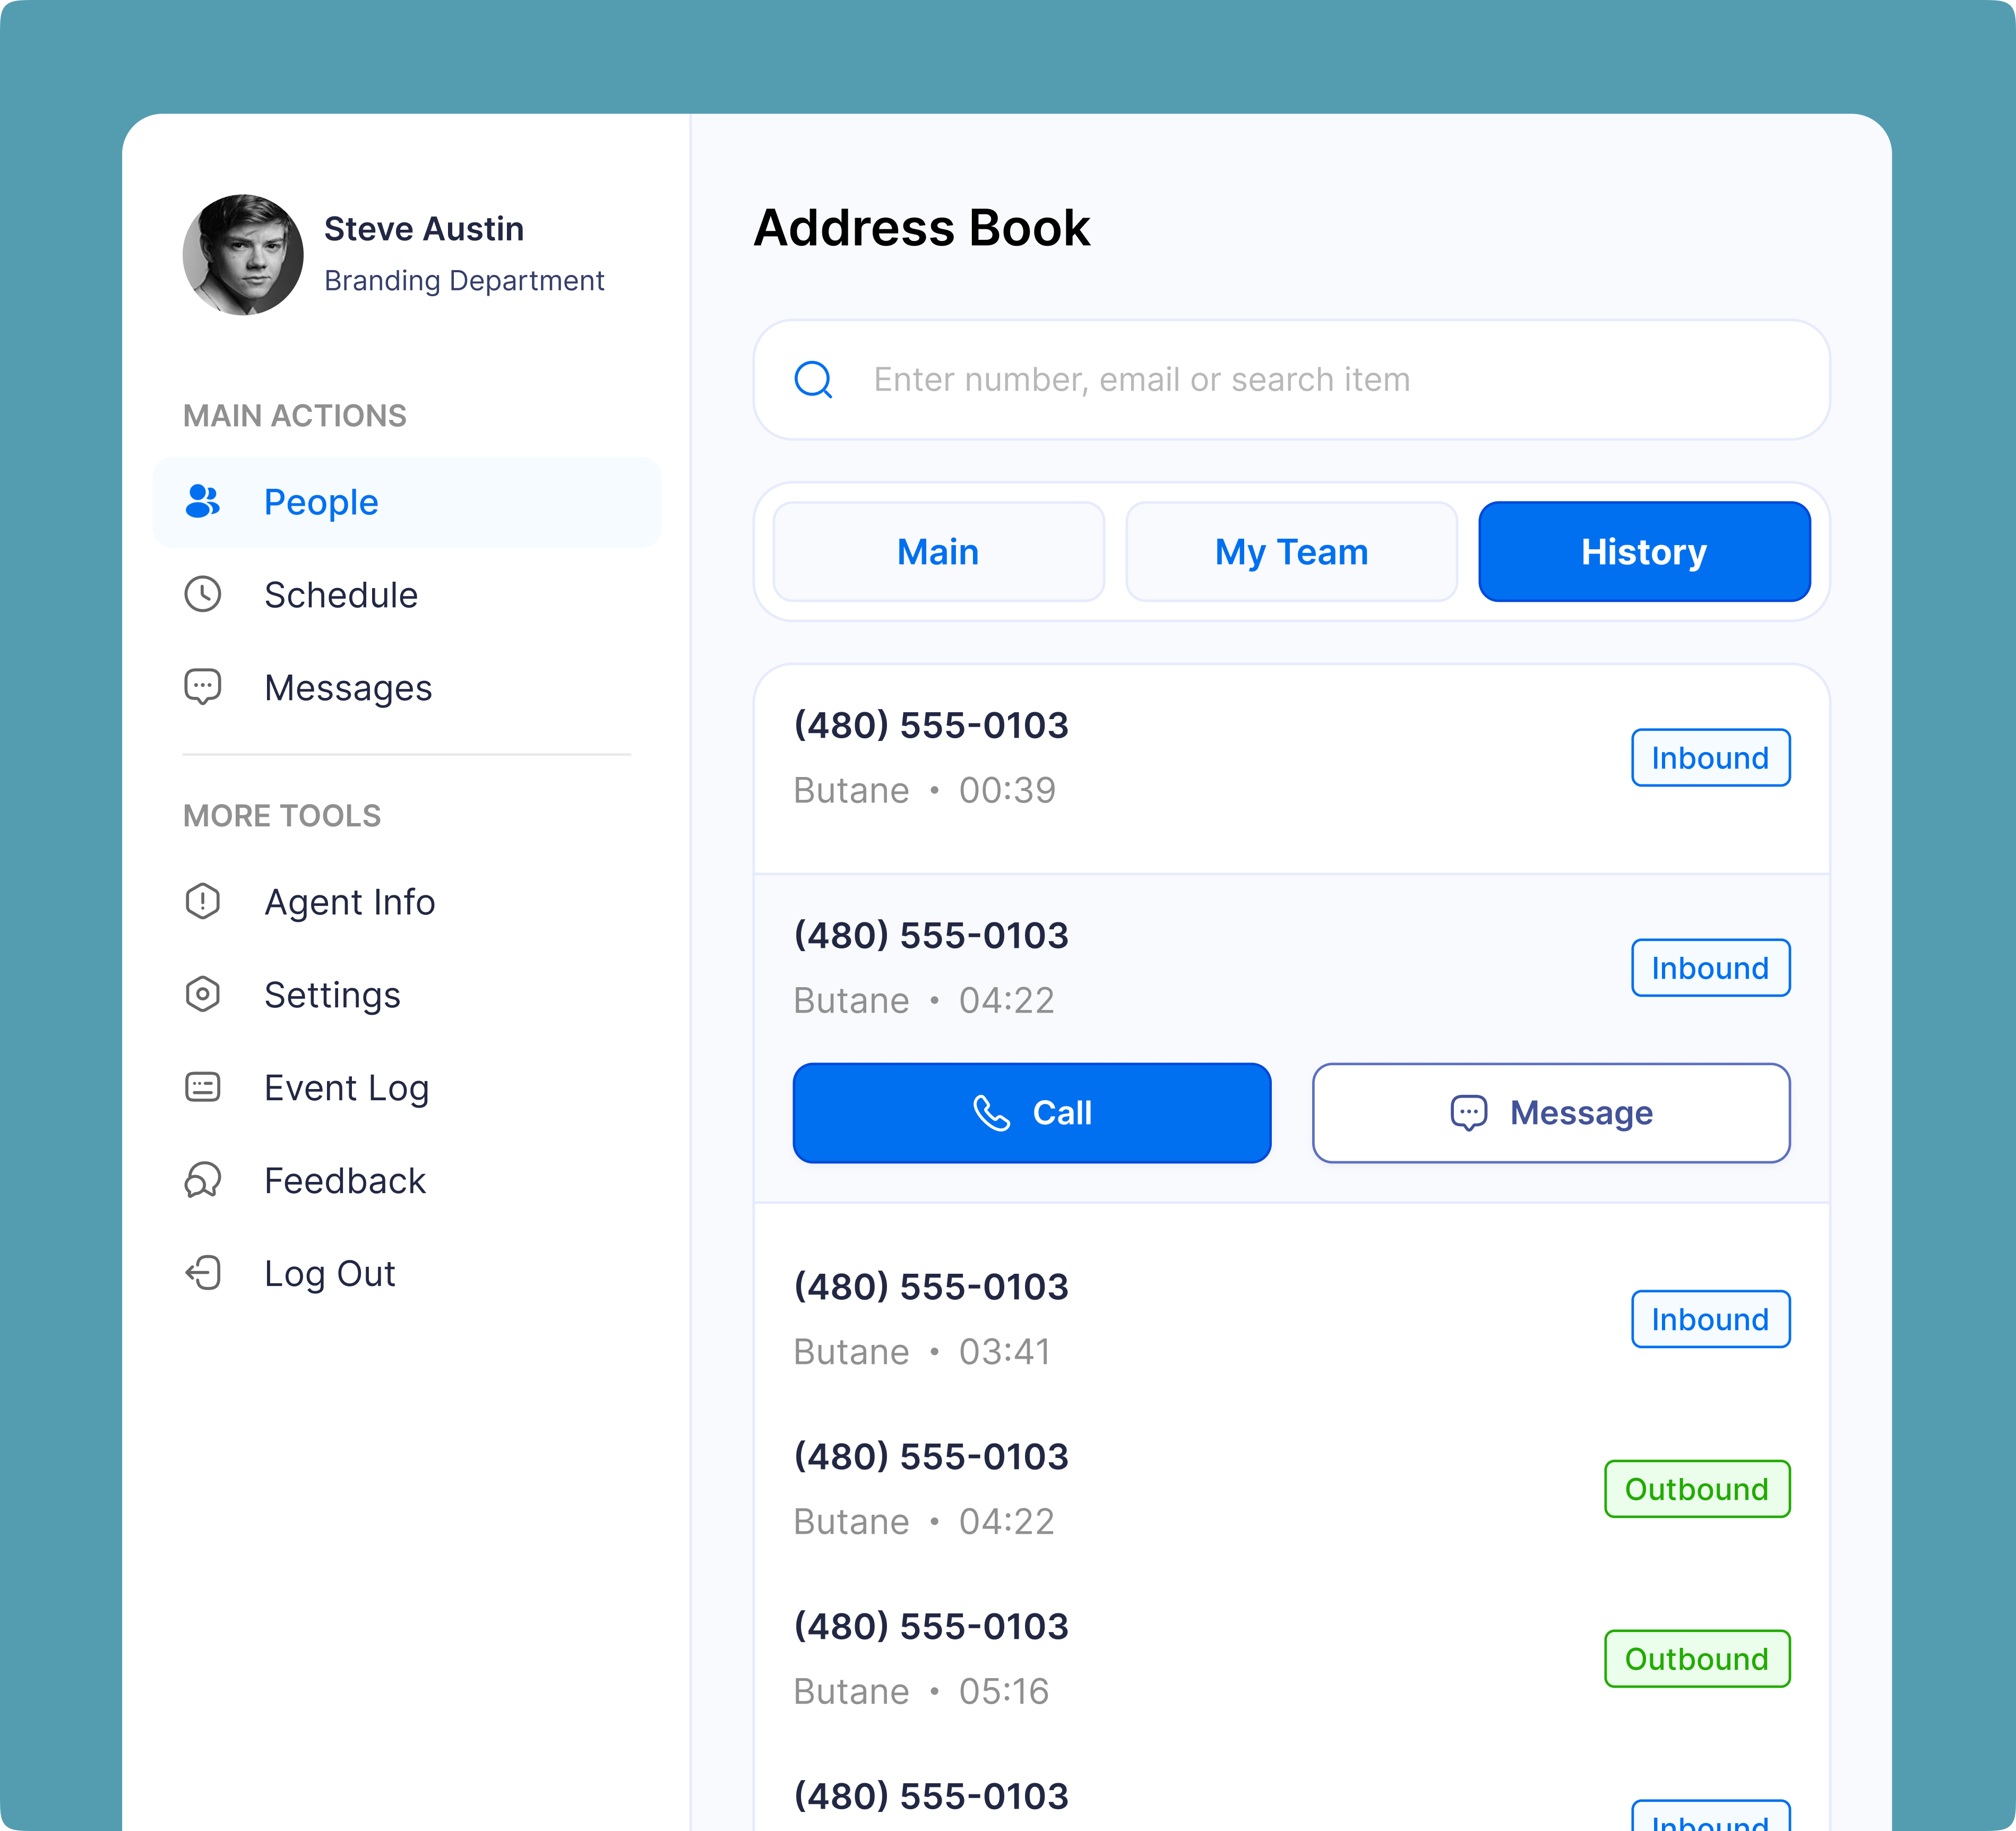 Steve Austin
Branding Department
MAIN ACTIONS
People
Schedule
Messages
MORE TOOLS
Agent Info
Settings
Event Log
Feedback
Log Out
Address Book
Enter number, email or search item
Main
My Team
History
(480) 555-0103
Inbound
Butane • 00:39
(480) 555-0103
Inbound
Butane • 04:22
Call
Message
(480) 555-0103
Inbound
Butane • 03:41
(480) 555-0103
Outbound
Butane • 04:22
(480) 555-0103
Outbound
Butane • 05:16
(480) 555-0103
Inbound